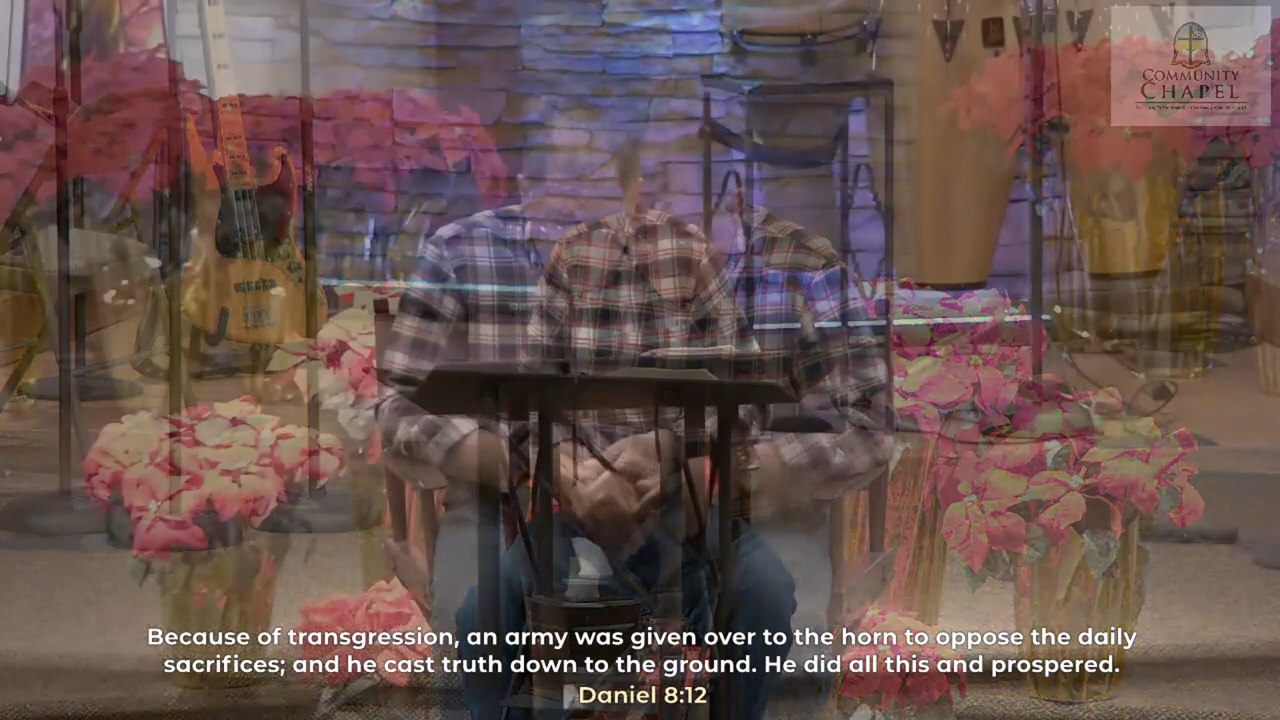 COMMUNITY
CHAPEL
Because of transgression, an army was given over to the horn to oppose the daily
sacrifices; and he cast truth down to the ground. He did all this and prospered.
Daniel 8:12